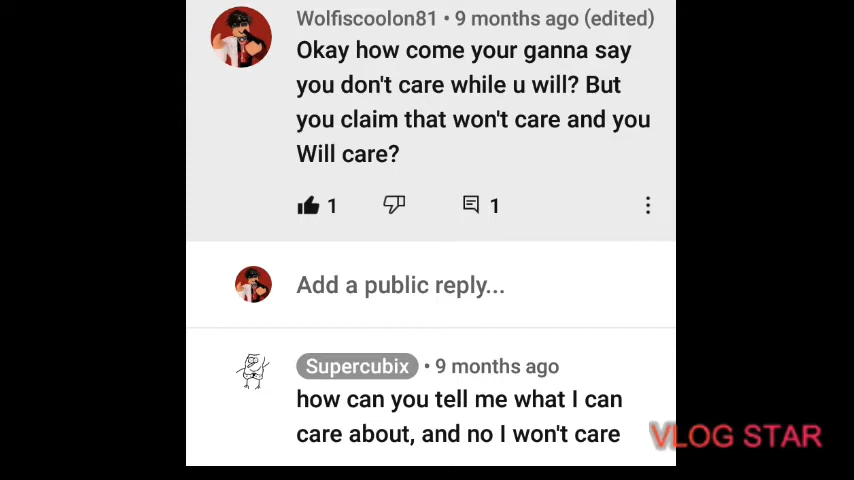 Wolfiscoolon81 • 9 months ago (edited)
Okay how come your ganna say
you don't care while u will? But
you claim that won't care and you
Will care?
1 1
Add a public reply...
Supercubix • 9 months ago
how can you tell me what I can
care about, and no I won't care
VLOG STAR